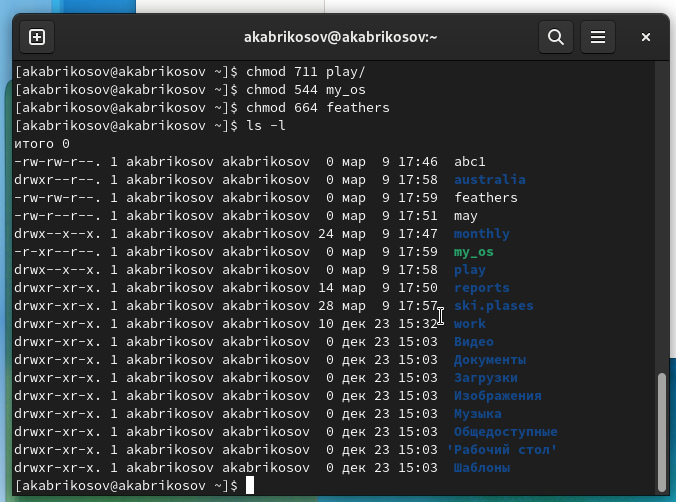 akabrikosov@akabrikosov:~
[akabrikosov@akabrikosov ~]$ chmod 711 play/
[akabrikosov@akabrikosov ~]$ chmod 544 my_os
[akabrikosov@akabrikosov ~]$ chmod 664 feathers
[akabrikosov@akabrikosov ~]$ ls -l
итого 0
-rw-rw-r--. 1 akabrikosov akabrikosov  0 мар  9 17:46  abc1
drwxr--r--. 1 akabrikosov akabrikosov  0 мар  9 17:58  australia
-rw-rw-r--. 1 akabrikosov akabrikosov  0 мар  9 17:59  feathers
-rw-r--r--. 1 akabrikosov akabrikosov  0 мар  9 17:51  may
drwx--x--x. 1 akabrikosov akabrikosov 24 мар  9 17:47  monthly
-r-xr--r--. 1 akabrikosov akabrikosov  0 мар  9 17:59  my_os
drwx--x--x. 1 akabrikosov akabrikosov  0 мар  9 17:58  play
drwxr-xr-x. 1 akabrikosov akabrikosov 14 мар  9 17:50  reports
drwxr-xr-x. 1 akabrikosov akabrikosov 28 мар  9 17:57  ski.plases
drwxr-xr-x. 1 akabrikosov akabrikosov 10 дек 23 15:32  work
drwxr-xr-x. 1 akabrikosov akabrikosov  0 дек 23 15:03  Видео
drwxr-xr-x. 1 akabrikosov akabrikosov  0 дек 23 15:03  Документы
drwxr-xr-x. 1 akabrikosov akabrikosov  0 дек 23 15:03  Загрузки
drwxr-xr-x. 1 akabrikosov akabrikosov  0 дек 23 15:03  Изображения
drwxr-xr-x. 1 akabrikosov akabrikosov  0 дек 23 15:03  Музыка
drwxr-xr-x. 1 akabrikosov akabrikosov  0 дек 23 15:03  Общедоступные
drwxr-xr-x. 1 akabrikosov akabrikosov  0 дек 23 15:03 'Рабочий стол'
drwxr-xr-x. 1 akabrikosov akabrikosov  0 дек 23 15:03  Шаблоны
[akabrikosov@akabrikosov ~]$